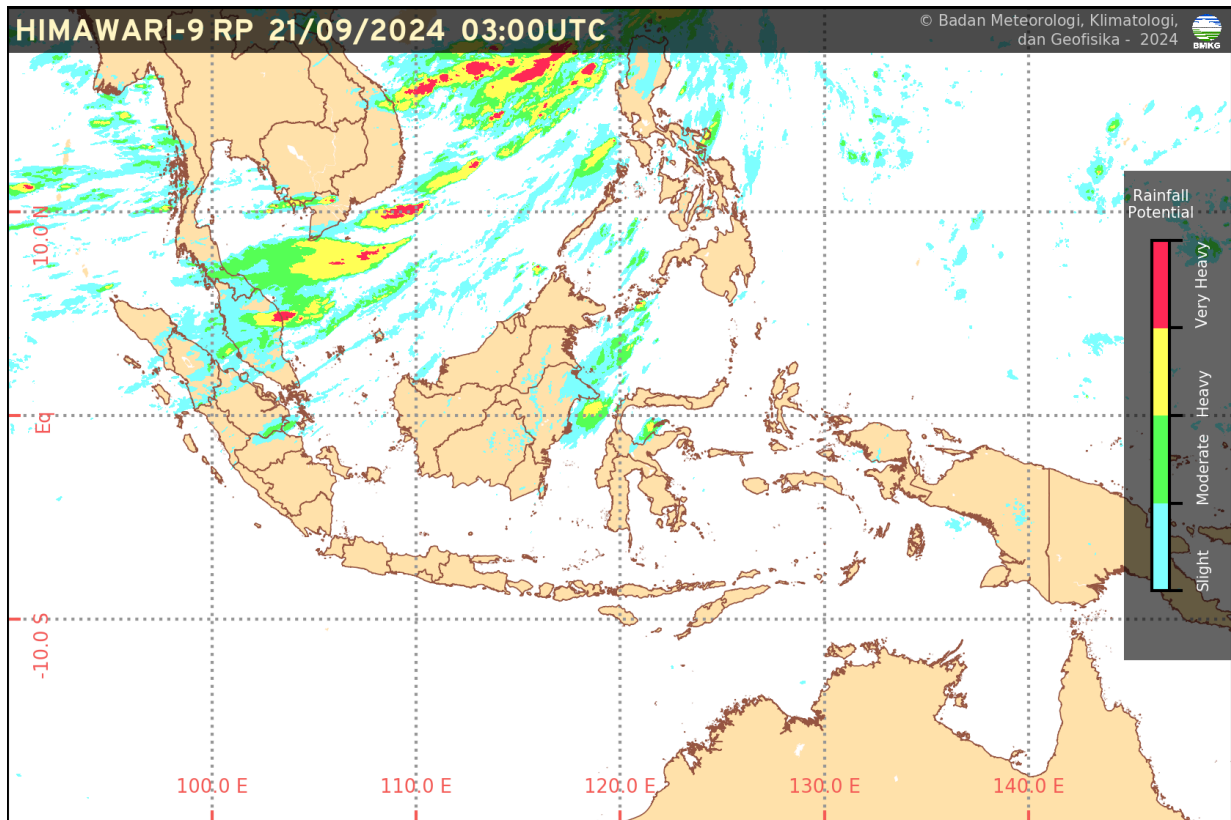 HIMAWARI-9 RP 21/09/2024 03:00UTC
© Badan Meteorologi, Klimatologi,
dan Geofisika - 2024
BMKG
Rainfall
Potential
Very Heavy
Heavy
Moderate
Slight
10.0 N
Eq
-10.0 S
100.0 E
110.0 E
120.0 E
130.0 E
140.0 E